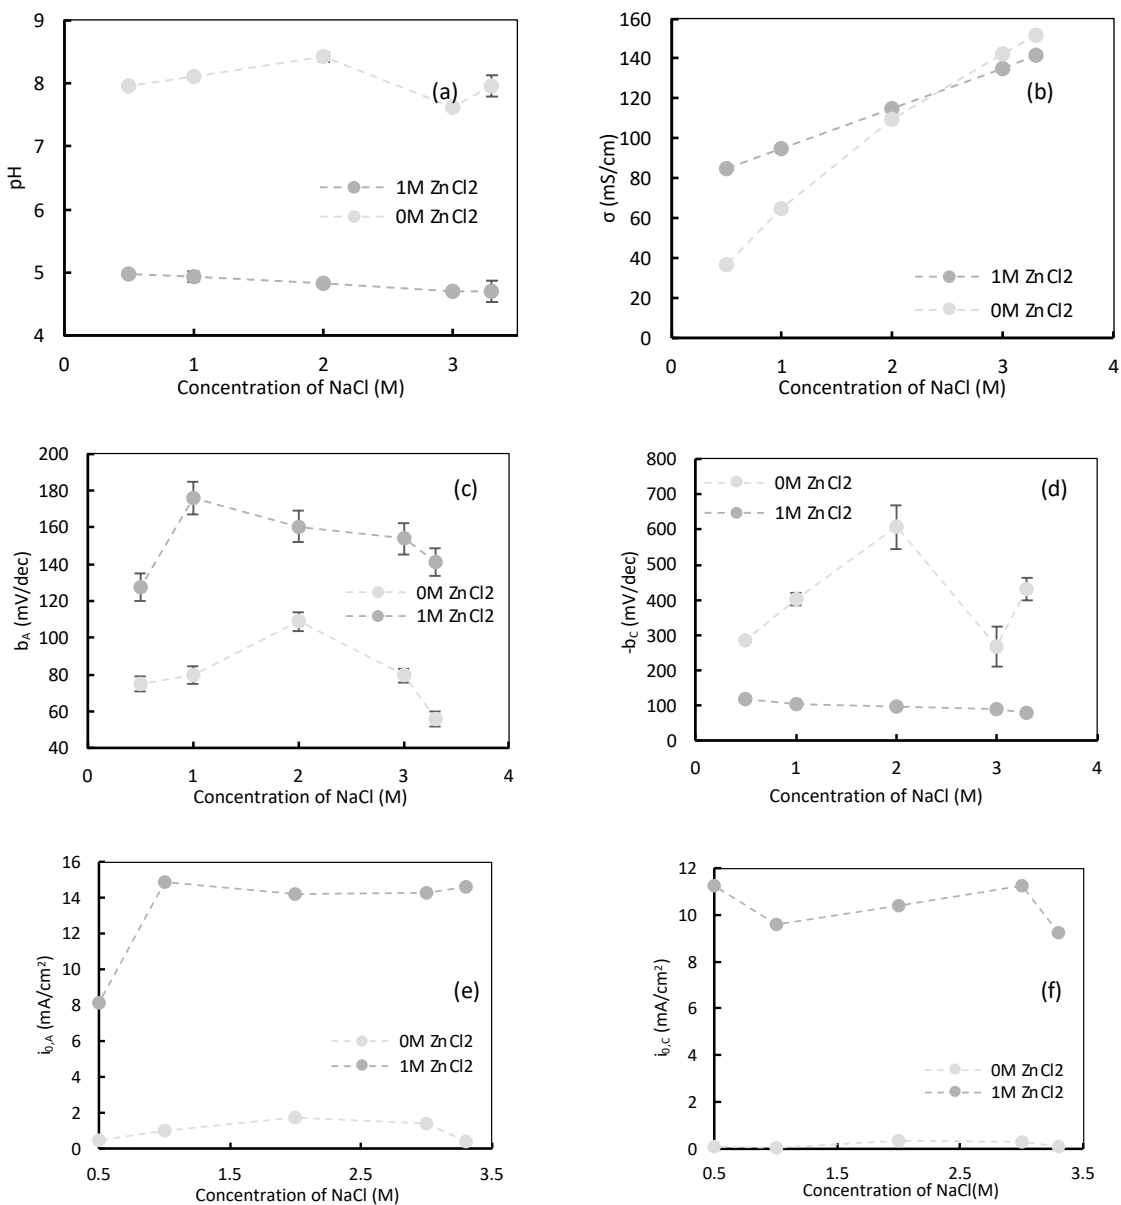 9
8
7
6
5
4
pH
(a)
1M ZnCl2
0M ZnCl2
0 1 2 3
Concentration of NaCl (M)
160
140
120
100
80
60
40
20
0
σ (mS/cm)
(b)
1M ZnCl2
0M ZnCl2
0 1 2 3 4
Concentration of NaCl (M)
200
180
160
140
120
100
80
60
40
bA (mV/dec)
(c)
0M ZnCl2
1M ZnCl2
0 1 2 3 4
Concentration of NaCl (M)
800
700
600
500
400
300
200
100
0
-bC (mV/dec)
0M ZnCl2
1M ZnCl2
(d)
0 1 2 3 4
Concentration of NaCl (M)
16
14
12
10
8
6
4
2
0
i0,A (mA/cm²)
(e)
0M ZnCl2
1M ZnCl2
0.5 1.5 2.5 3.5
Concentration of NaCl (M)
12
10
8
6
4
2
0
i0,C (mA/cm²)
(f)
0M ZnCl2
1M ZnCl2
0.5 1.5 2.5 3.5
Concentration of NaCl(M)